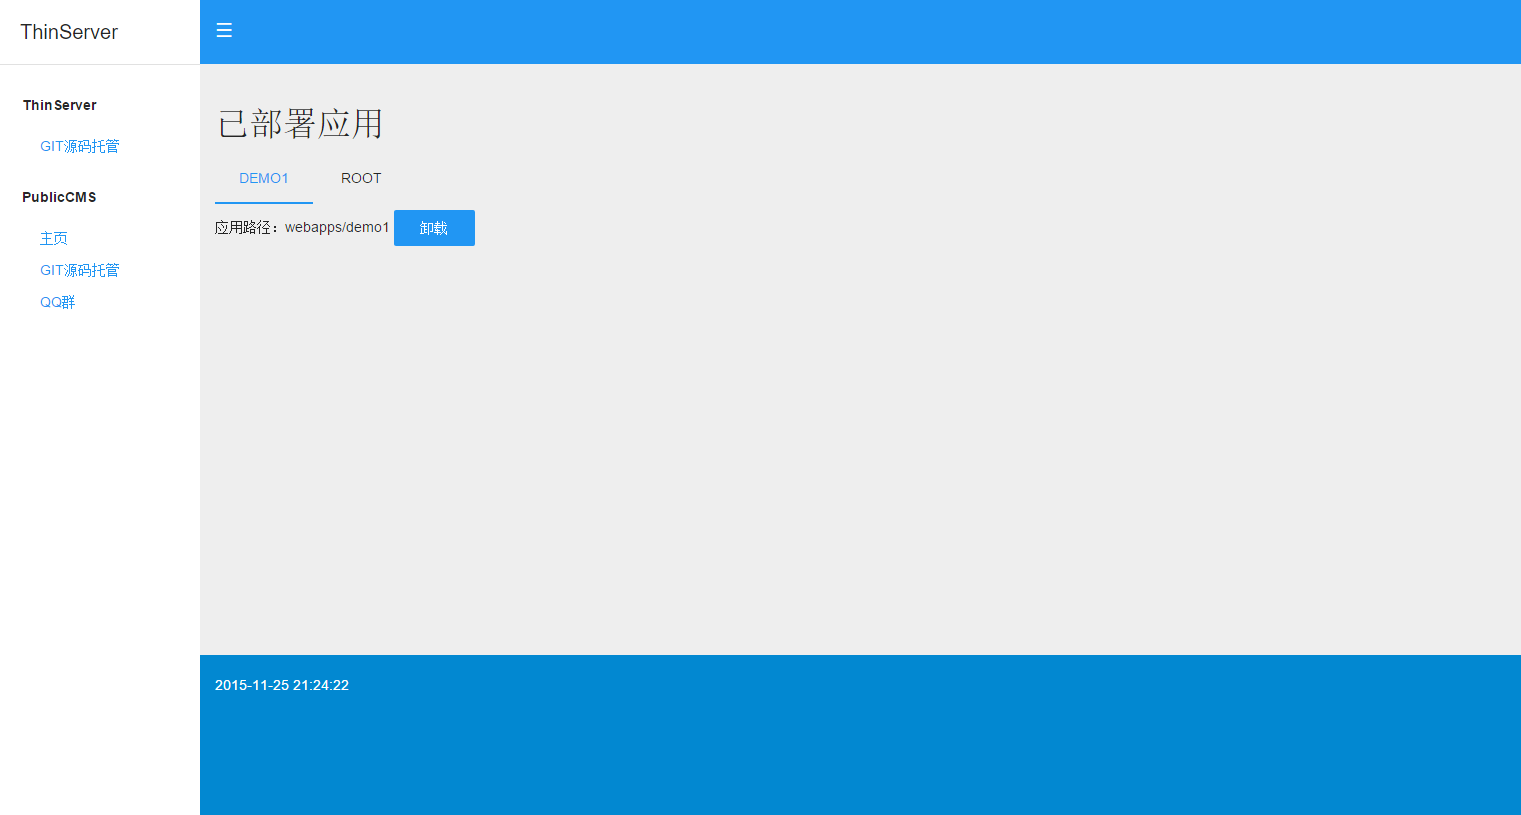 ThinServer
ThinServer
GIT源码托管
PublicCMS
主页
GIT源码托管
QQ群
已部署应用
DEMO1 ROOT
应用路径：webapps/demo1 卸载
2015-11-25 21:24:22